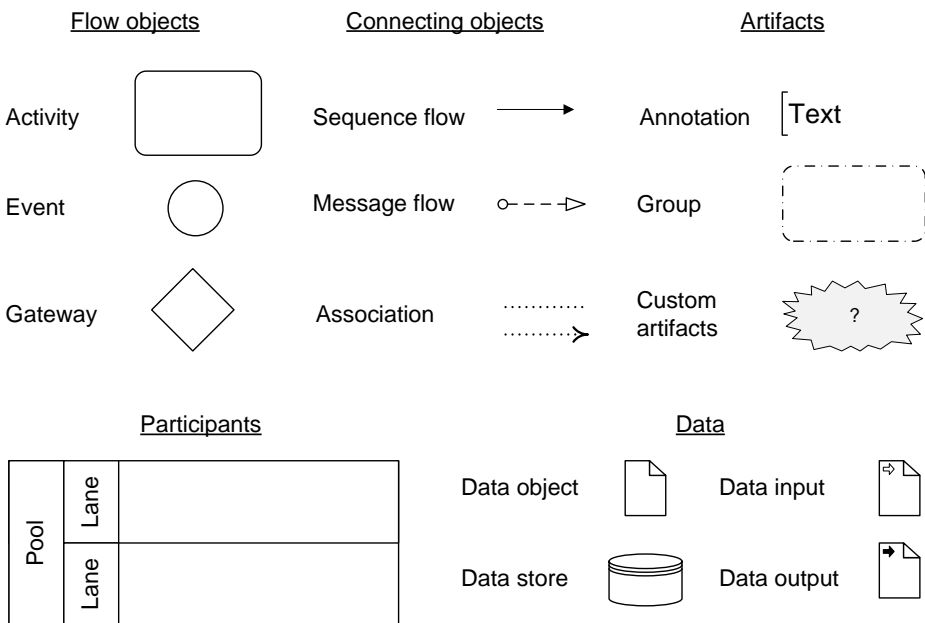 Flow objects
Connecting objects
Artifacts
Activity
Sequence flow
Annotation
Text
Event
Message flow
Group
Gateway
Association
Custom
artifacts
?
Participants
Data
Pool
Lane
Lane
Data object
Data input
Data store
Data output